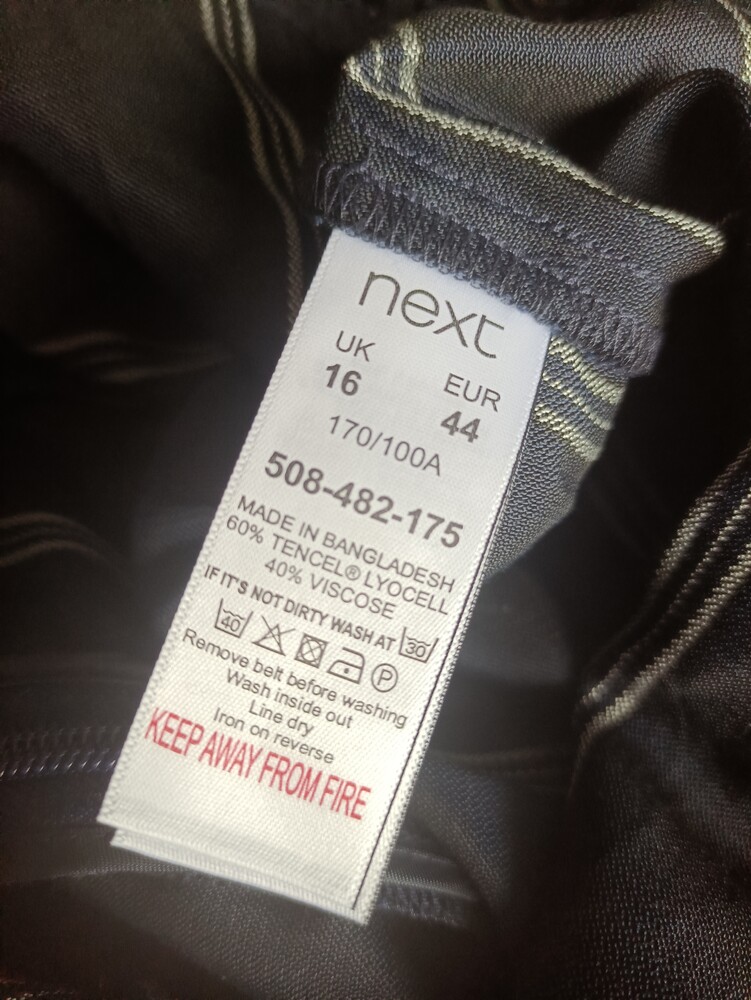 next
UK EUR
16 44
170/100A
508-482-175
MADE IN BANGLADESH
60% TENCEL® LYOCELL
40% VISCOSE
IF IT'S NOT DIRTY WASH AT 30
40 P
Remove belt before washing
Wash inside out
Line dry
Iron on reverse
KEEP AWAY FROM FIRE